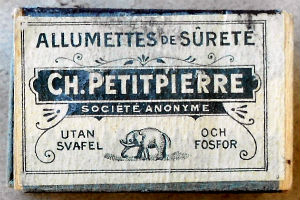 ALLUMETTES DE SÛRETÉ
CH. PETITPIERRE
SOCIÉTÉ ANONYME
UTAN OCH
SVAFEL FOSFOR